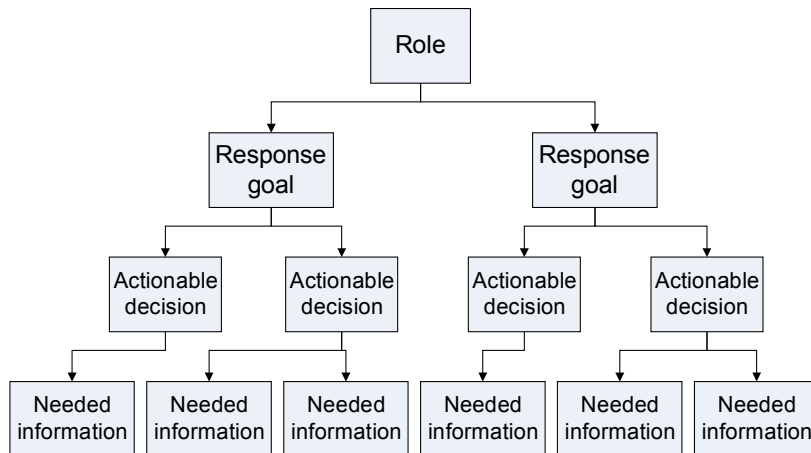 Role
Response
goal
Response
goal
Actionable
decision
Actionable
decision
Actionable
decision
Actionable
decision
Needed
information
Needed
information
Needed
information
Needed
information
Needed
information
Needed
information